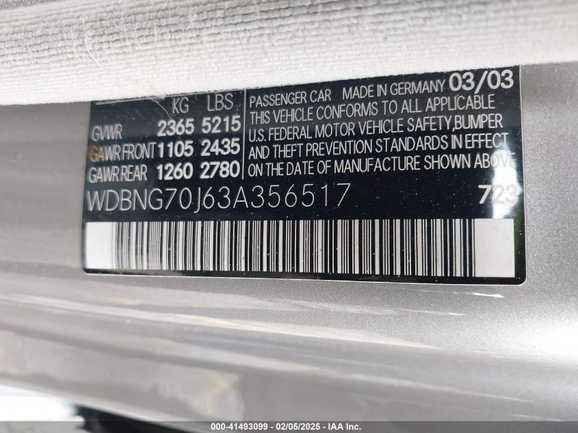 03/03
KG LBS
PASSENGER CAR MADE IN GERMANY
THIS VEHICLE CONFORMS TO ALL APPLICABLE
GVWR 2365 5215
U.S. FEDERAL MOTOR VEHICLE SAFETY,BUMPER
GAWR FRONT 1105 2435
AND THEFT PREVENTION STANDARDS IN EFFECT
GAWR REAR 1260 2780
ON THE DATE OF MANUFACTURE SHOWN ABOVE.
WDBNG70J63A356517
723
000-41493099 - 02/05/2025 - IAA Inc.